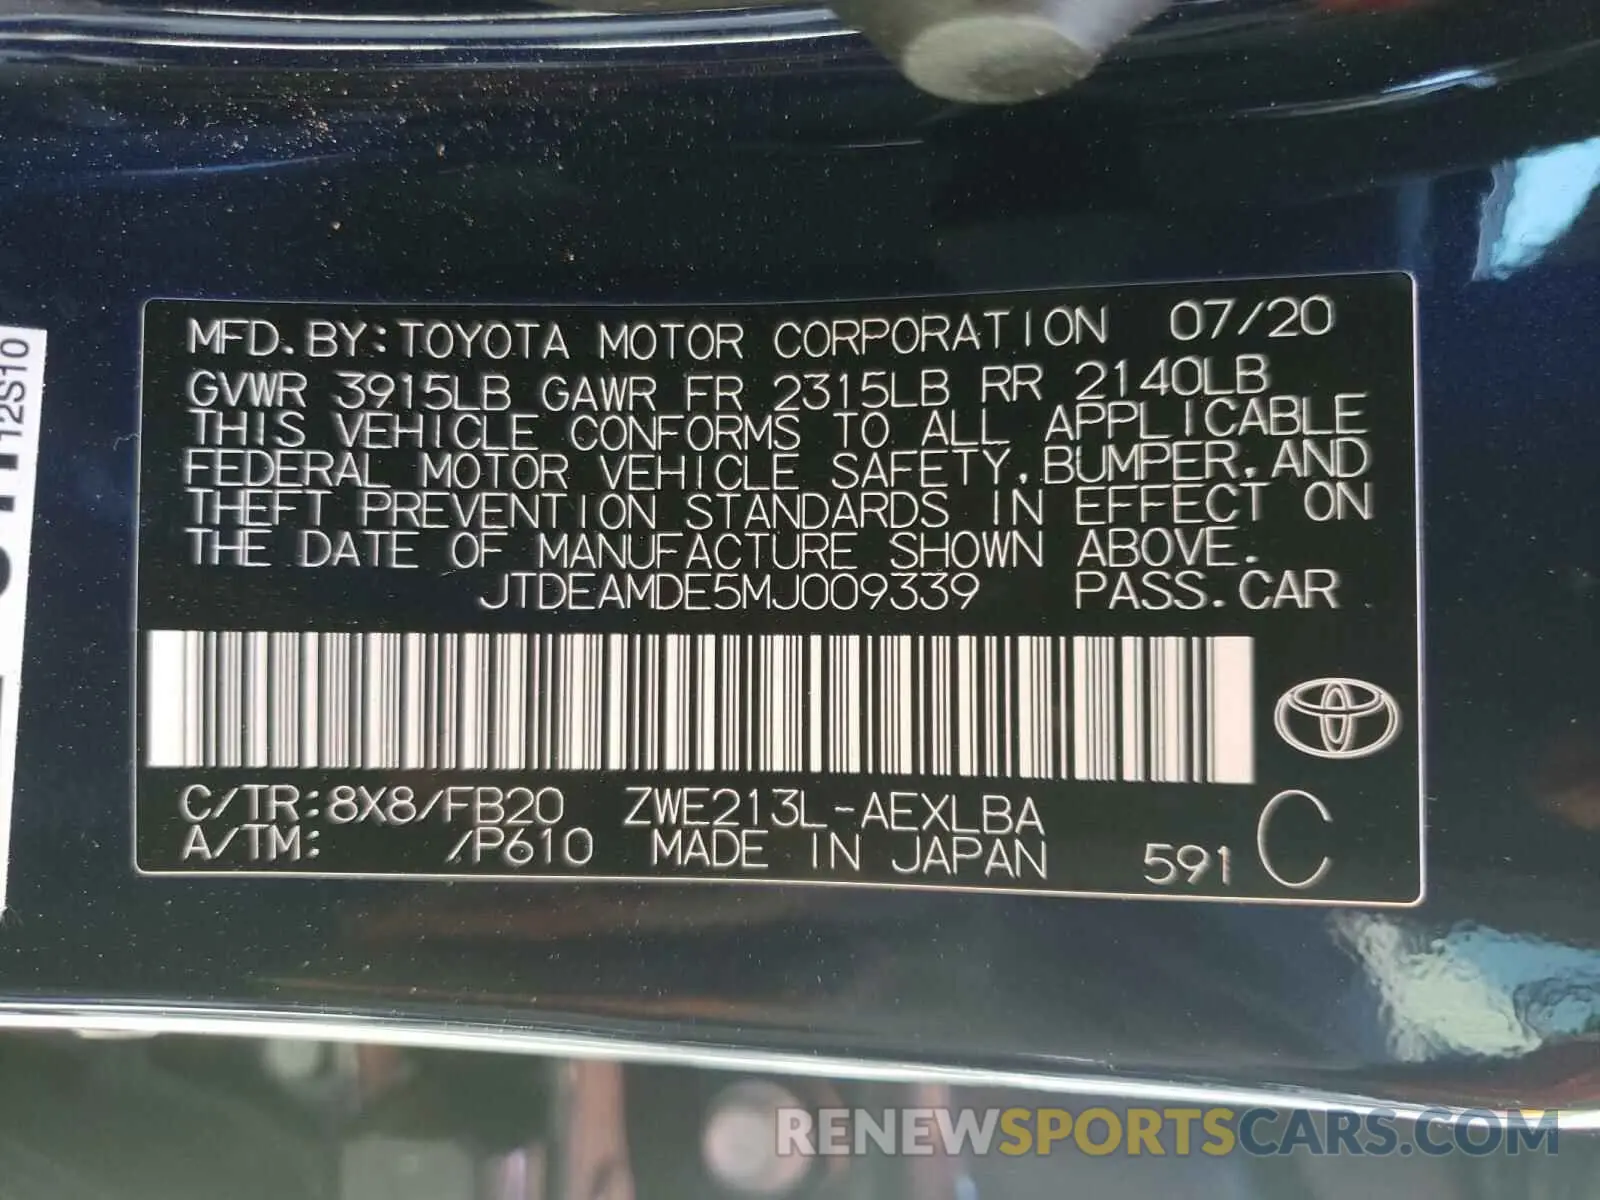 MFD.BY:TOYOTA MOTOR CORPORATION 07/20
GVWR 3915LB GAWR FR 2315LB RR 2140LB
THIS VEHICLE CONFORMS TO ALL APPLICABLE
FEDERAL MOTOR VEHICLE SAFETY,BUMPER,AND
THEFT PREVENTION STANDARDS IN EFFECT ON
THE DATE OF MANUFACTURE SHOWN ABOVE.
JTDEAMDE5MJ009339 PASS.CAR
C/TR:8X8/FB20 ZWE213L-AEXLBA
A/TM: /P610 MADE IN JAPAN 591 C
RENEWSPORTSCARS.COM